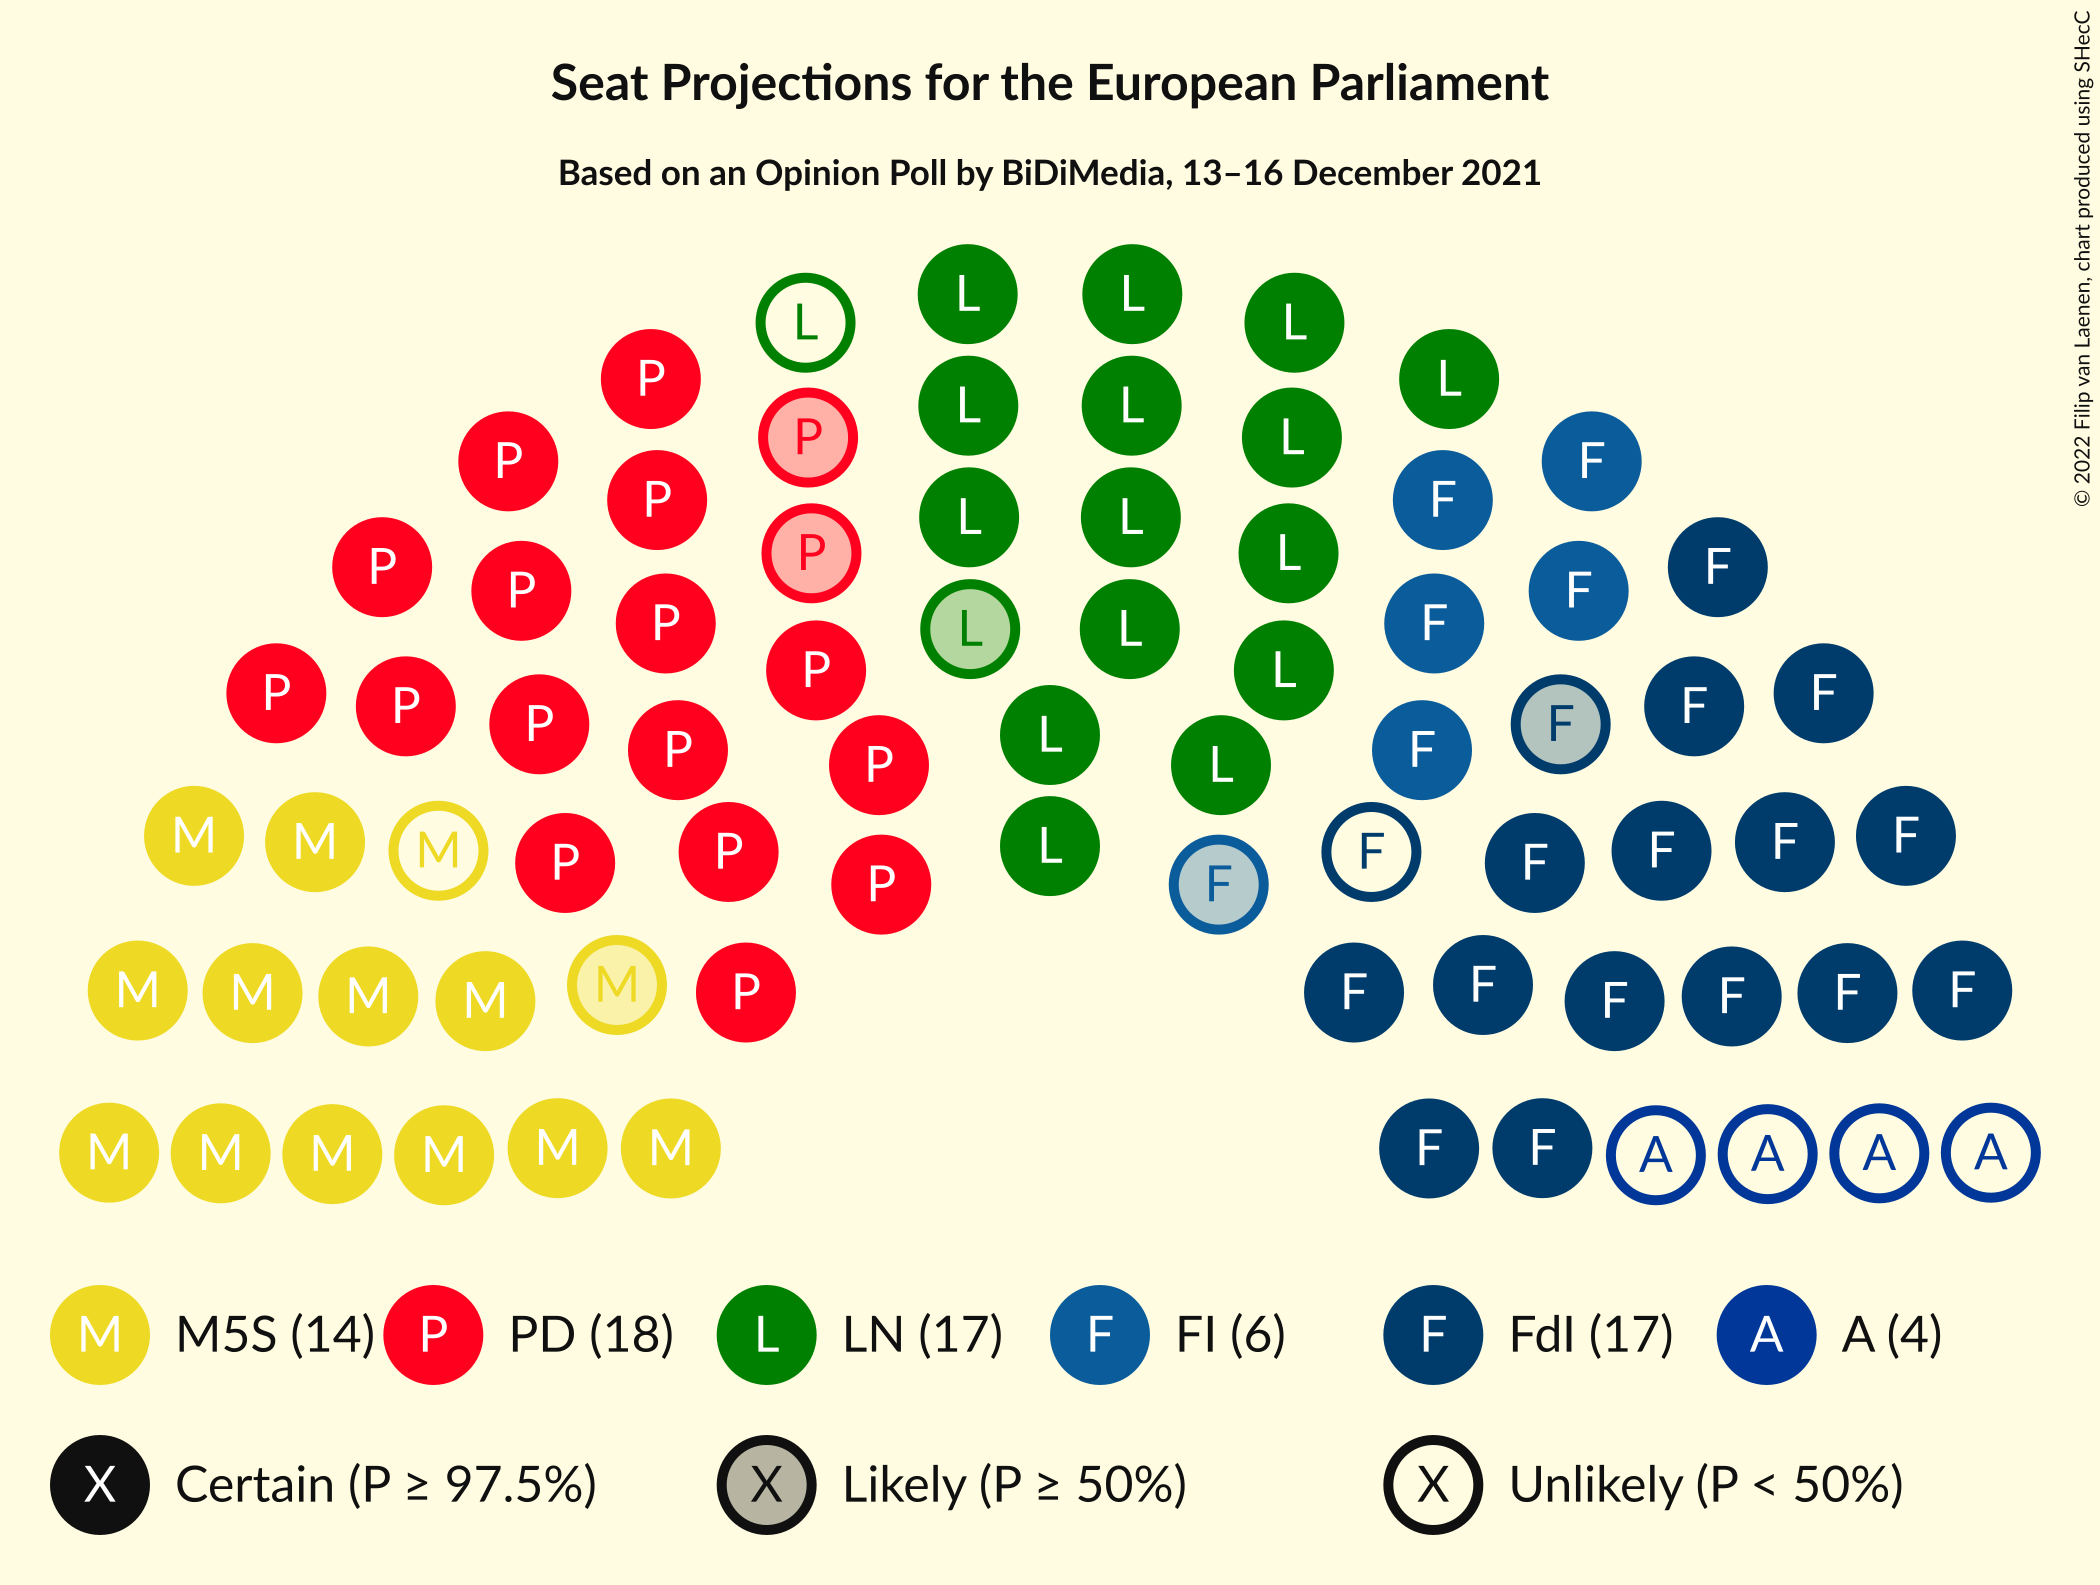 Seat Projections for the European Parliament
Based on an Opinion Poll by BiDiMedia, 13–16 December 2021
© 2022 Filip van Laenen, chart produced using SHecC
L L
L L
P L
L L
P L
P F
P F
P L
P F
P L
P F
P F
P F
L L
P L
P F
P F
P P F F
P F
L L
M F
M F
M P P F F F
L
P F
M M M M M P F F F F F F
M M M M M M F F A A A A
M M5S (14) P PD (18) L LN (17) F FI (6) F FdI (17) A A (4)
X Certain (P ≥ 97.5%) X Likely (P ≥ 50%) X Unlikely (P < 50%)